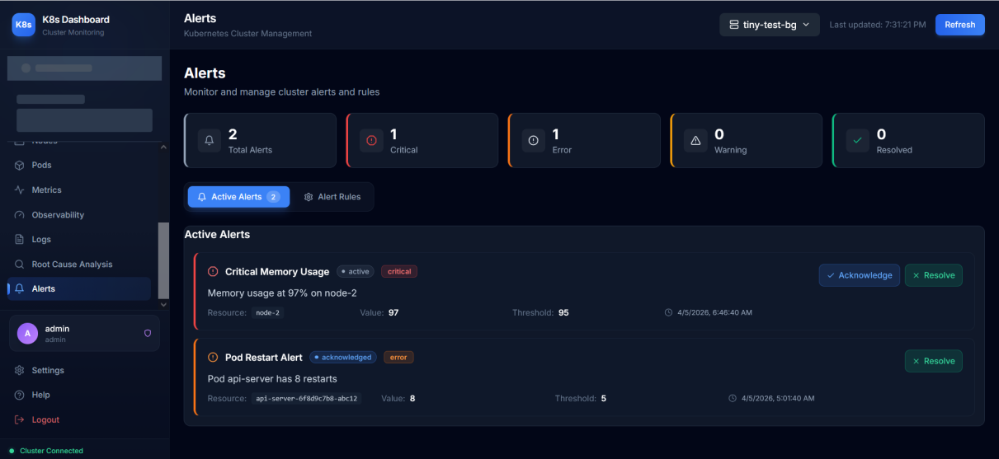 K8s
K8s Dashboard
Cluster Monitoring
Nodes
Pods
Metrics
Observability
Logs
Root Cause Analysis
Alerts
A
admin
admin
Settings
Help
Logout
Cluster Connected
Alerts
Kubernetes Cluster Management
tiny-test-bg
Last updated: 7:31:21 PM
Refresh
Alerts
Monitor and manage cluster alerts and rules
2
Total Alerts
1
Critical
1
Error
0
Warning
0
Resolved
Active Alerts 2
Alert Rules
Active Alerts
Critical Memory Usage active critical
Acknowledge
Resolve
Memory usage at 97% on node-2
Resource: node-2 Value: 97 Threshold: 95 4/5/2026, 6:46:40 AM
Pod Restart Alert acknowledged error
Resolve
Pod api-server has 8 restarts
Resource: api-server-6f8d9c7b8-abc12 Value: 8 Threshold: 5 4/5/2026, 5:01:40 AM